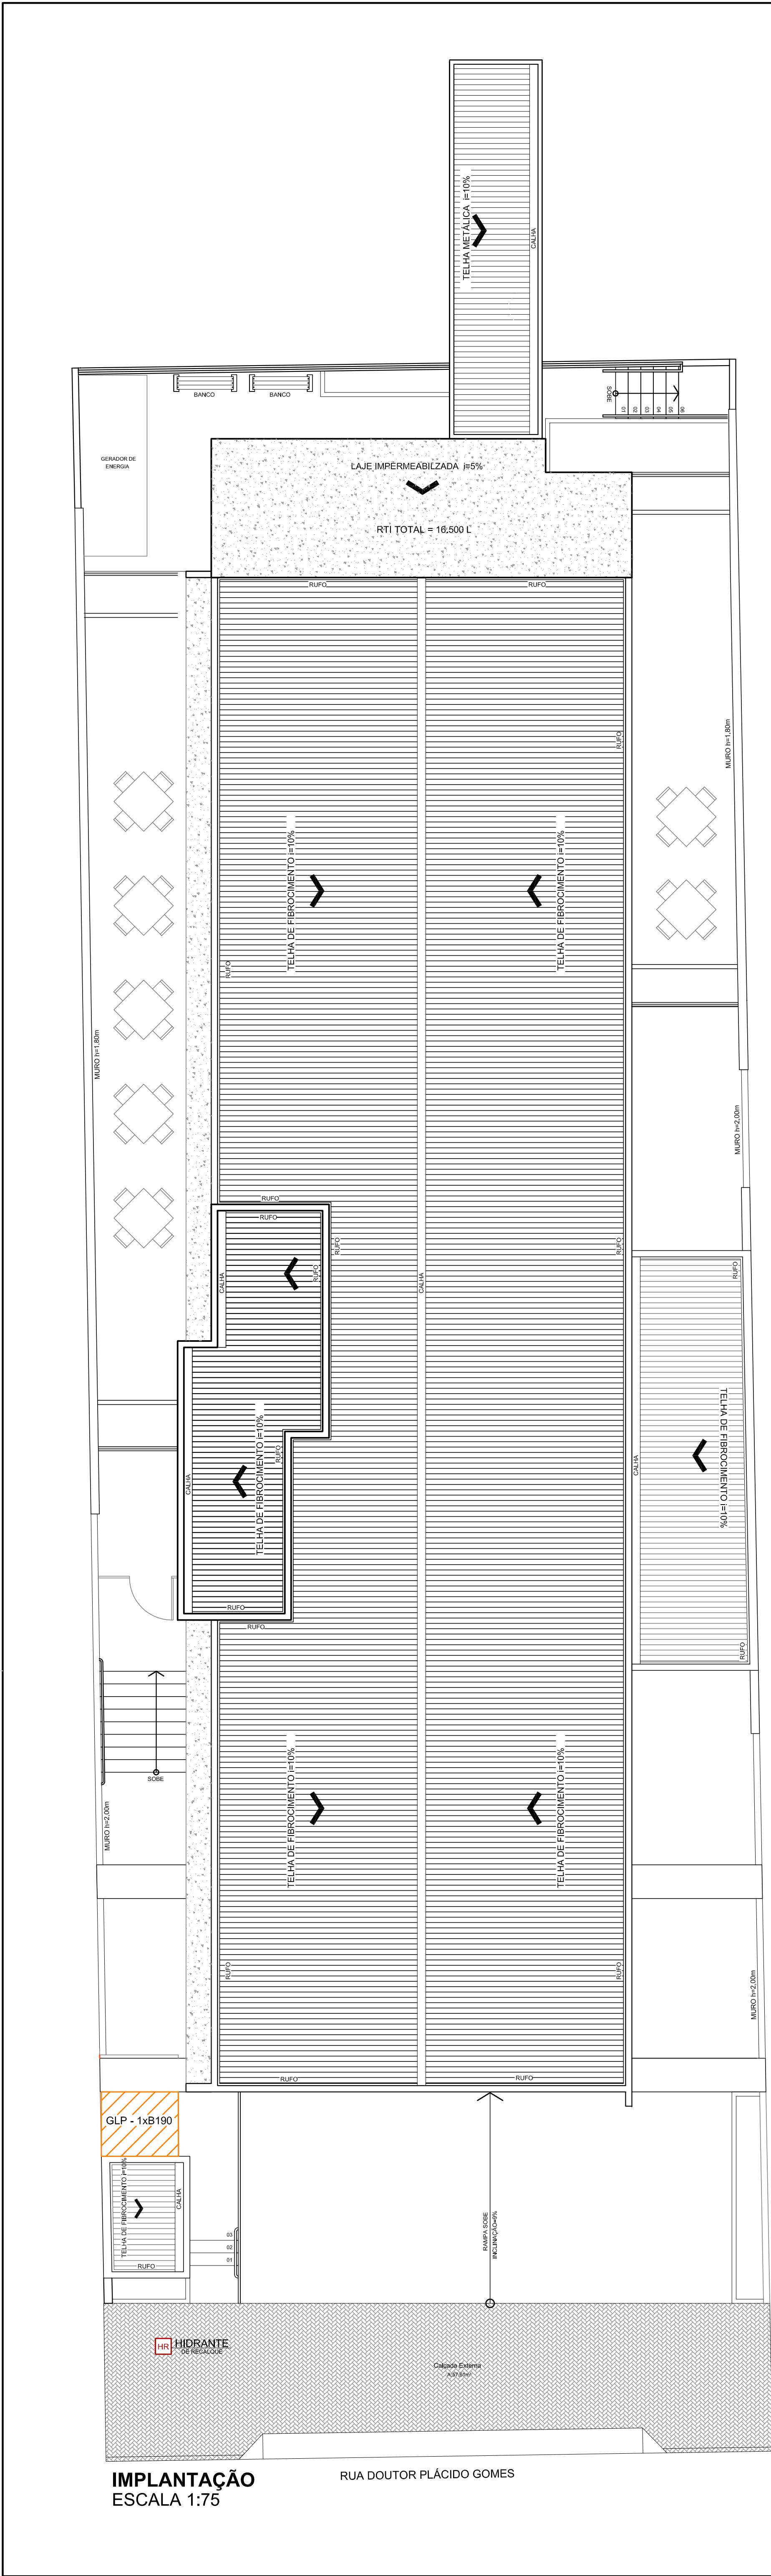 TELHA METÁLICA i=10%
CALHA
BANCO
BANCO
SOBE
01
02
03
04
05
06
GERADOR DE
ENERGIA
LAJE IMPERMEABILZADA i=5%
RTI TOTAL = 16.500 L
RUFO
RUFO
RUFO
MURO h=1,80m
TELHA DE FIBROCIMENTO i=10%
TELHA DE FIBROCIMENTO i=10%
RUFO
MURO h=1,80m
MURO h=2,00m
RUFO
RUFO
RUFO
RUFO
RUFO
CALHA
CALHA
RUFO
RUFO
TELHA DE FIBROCIMENTO i=10%
TELHA DE FIBROCIMENTO i=10%
RUFO
CALHA
CALHA
RUFO
RUFO
RUFO
SOBE
MURO h=2,00m
TELHA DE FIBROCIMENTO i=10%
TELHA DE FIBROCIMENTO i=10%
RUFO
RUFO
MURO h=2,00m
RUFO
RUFO
GLP - 1xB190
TELHA DE FIBROCIMENTO i=10%
CALHA
RUFO
03
02
01
RAMPA SOBE
INCLINAÇÃO=9%
HR
HIDRANTE
DE RECALQUE
Calçada Externa
IMPLANTAÇÃO
ESCALA 1:75
RUA DOUTOR PLÁCIDO GOMES